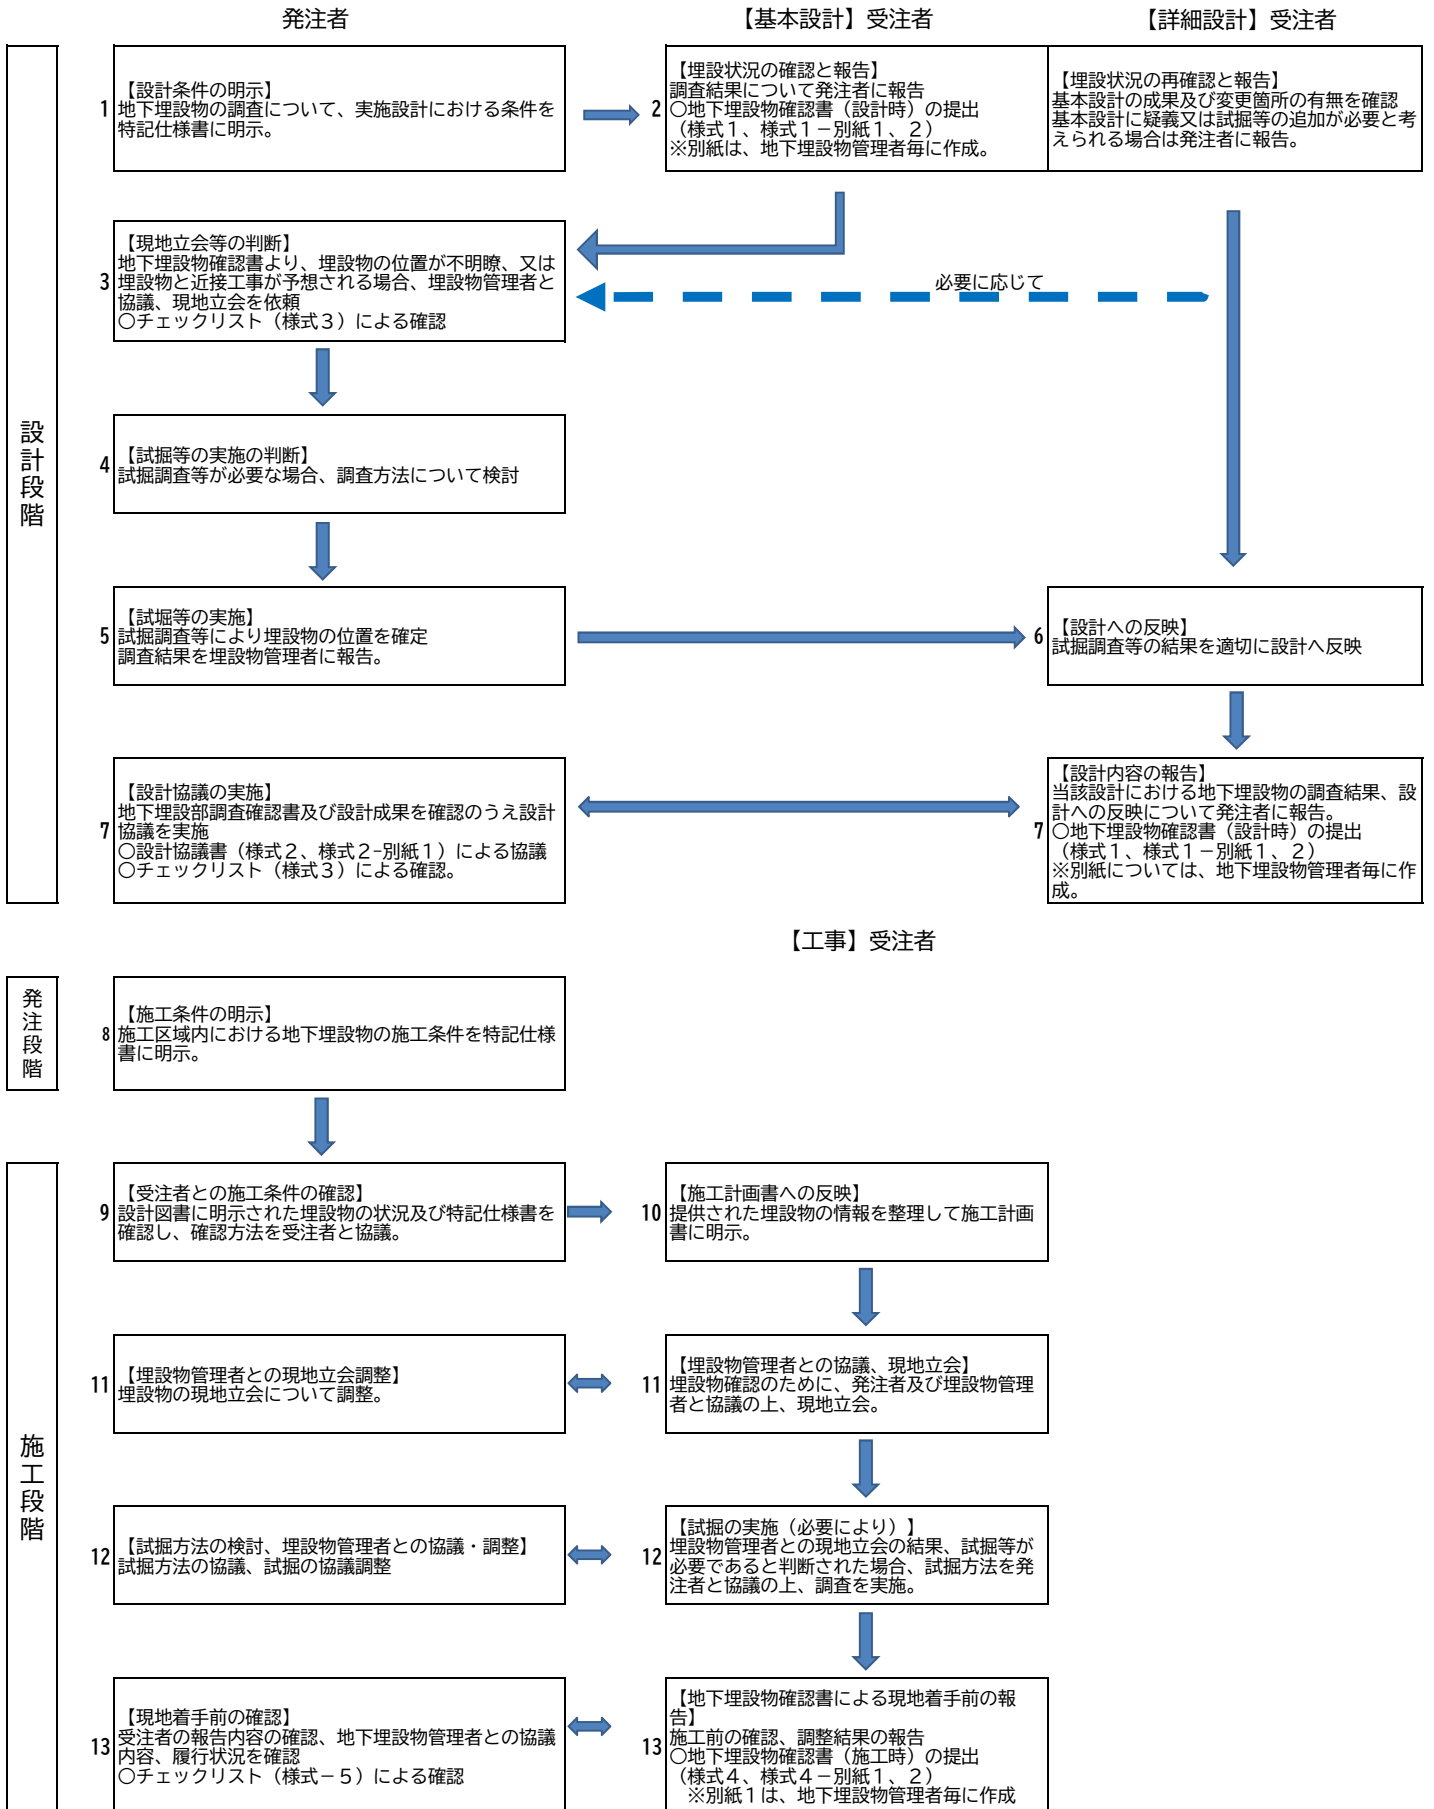 発注者
【基本設計】受注者
【詳細設計】受注者
設計段階
1
【設計条件の明示】
地下埋設物の調査について、実施設計における条件を
特記仕様書に明示。
2
【埋設状況の確認と報告】
調査結果について発注者に報告
○地下埋設物確認書（設計時）の提出
（様式１、様式１－別紙１、２）
※別紙は、地下埋設物管理者毎に作成。
【埋設状況の再確認と報告】
基本設計の成果及び変更箇所の有無を確認
基本設計に疑義又は試掘等の追加が必要と考
えられる場合は発注者に報告。
3
【現地立会等の判断】
地下埋設物確認書より、埋設物の位置が不明瞭、又は
埋設物と近接工事が予想される場合、埋設物管理者と
協議、現地立会を依頼
○チェックリスト（様式３）による確認
必要に応じて
4
【試掘等の実施の判断】
試掘調査等が必要な場合、調査方法について検討
5
【試堀等の実施】
試掘調査等により埋設物の位置を確定
調査結果を埋設物管理者に報告。
6
【設計への反映】
試掘調査等の結果を適切に設計へ反映
7
【設計協議の実施】
地下埋設部調査確認書及び設計成果を確認のうえ設計
協議を実施
○設計協議書（様式２、様式２-別紙１）による協議
○チェックリスト（様式３）による確認。
7
【設計内容の報告】
当該設計における地下埋設物の調査結果、設
計への反映について発注者に報告。
○地下埋設物確認書（設計時）の提出
（様式１、様式１－別紙１、２）
※別紙については、地下埋設物管理者毎に作
成。
【工事】受注者
発注段階
8
【施工条件の明示】
施工区域内における地下埋設物の施工条件を特記仕様
書に明示。
施工段階
9
【受注者との施工条件の確認】
設計図書に明示された埋設物の状況及び特記仕様書を
確認し、確認方法を受注者と協議。
10
【施工計画書への反映】
提供された埋設物の情報を整理して施工計画
書に明示。
11
【埋設物管理者との現地立会調整】
埋設物の現地立会について調整。
11
【埋設物管理者との協議、現地立会】
埋設物確認のために、発注者及び埋設物管理
者と協議の上、現地立会。
12
【試掘方法の検討、埋設物管理者との協議・調整】
試掘方法の協議、試掘の協議調整
12
【試掘の実施（必要により）】
埋設物管理者との現地立会の結果、試掘等が
必要であると判断された場合、試掘方法を発
注者と協議の上、調査を実施。
13
【現地着手前の確認】
受注者の報告内容の確認、地下埋設物管理者との協議
内容、履行状況を確認
○チェックリスト（様式－５）による確認
13
【地下埋設物確認書による現地着手前の報
告】
施工前の確認、調整結果の報告
○地下埋設物確認書（施工時）の提出
（様式４、様式４－別紙１、２）
※別紙１は、地下埋設物管理者毎に作成